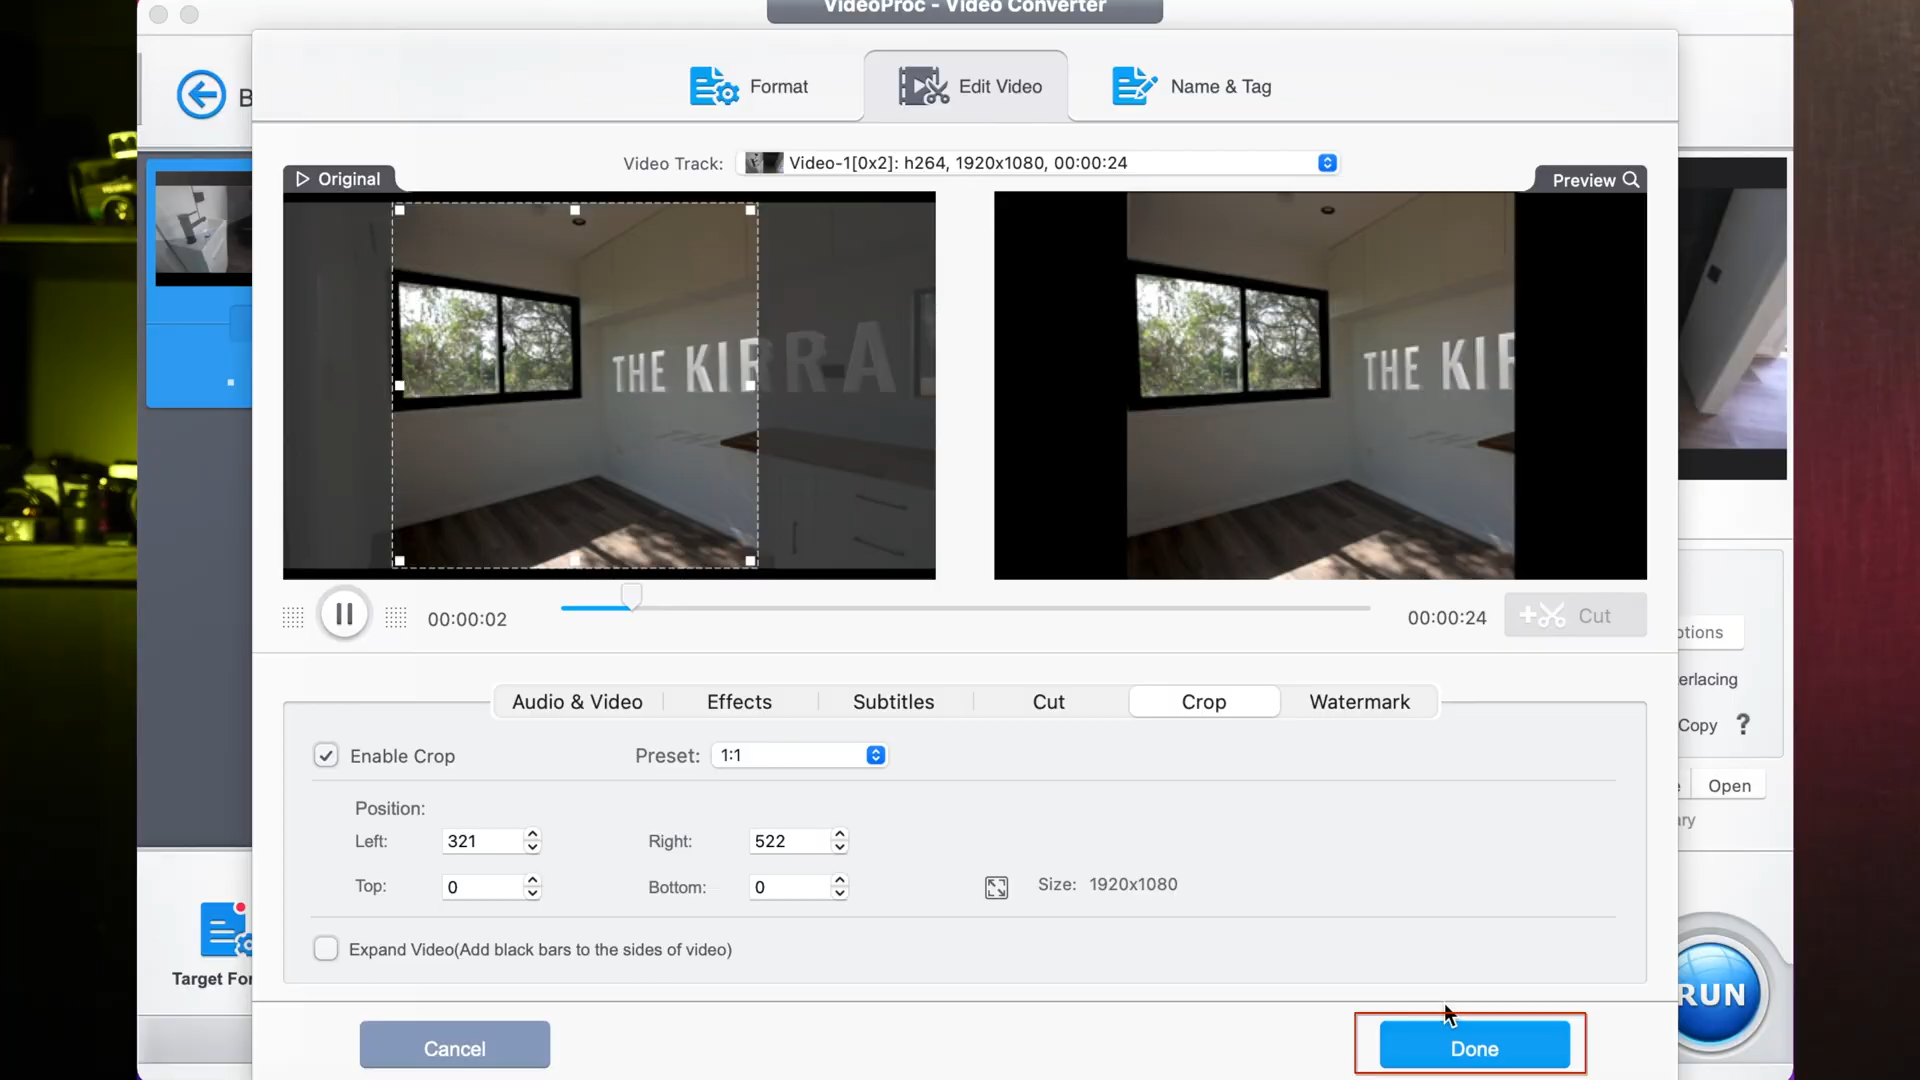 VideoProc - Video Converter
B
Format
Edit Video
Name & Tag
Video Track:
Video-1[0x2]: h264, 1920x1080, 00:00:24
Original
Preview
THE KIRRA
THE KIR
00:00:02
00:00:24
Cut
Audio & Video
Effects
Subtitles
Cut
Crop
Watermark
Enable Crop
Preset:
1:1
Position:
Left:
321
Right:
522
Top:
0
Bottom:
0
Size: 1920x1080
Expand Video(Add black bars to the sides of video)
Cancel
Done
ptions
erlacing
Copy ?
Open
ary
Target For
RUN